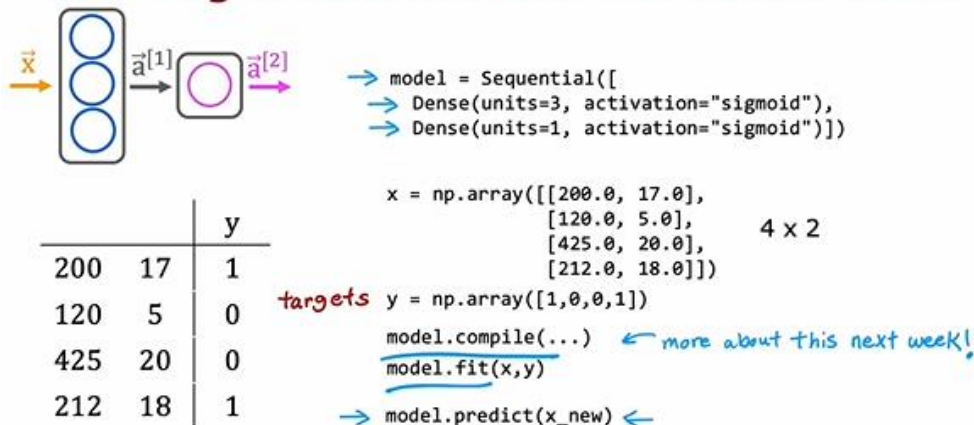 x⃗
a⃗[1]
a⃗[2]
model = Sequential([
Dense(units=3, activation="sigmoid"),
Dense(units=1, activation="sigmoid")])
y
200 17 1
120 5 0
425 20 0
212 18 1
x = np.array([[200.0, 17.0],
[120.0, 5.0],
[425.0, 20.0],
[212.0, 18.0]])
4 x 2
targets y = np.array([1,0,0,1])
model.compile(...) more about this next week!
model.fit(x,y)
model.predict(x_new)